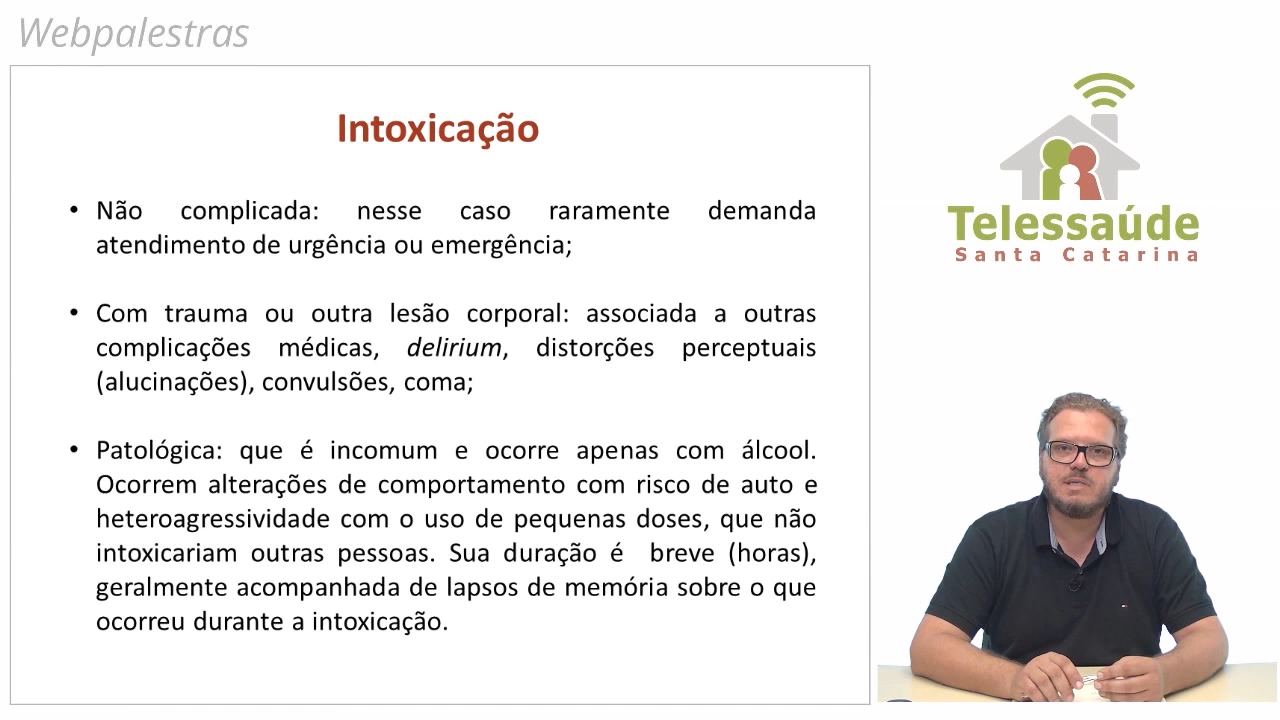 Webpalestras
Intoxicação
• Não complicada: nesse caso raramente demanda
atendimento de urgência ou emergência;
• Com trauma ou outra lesão corporal: associada a outras
complicações médicas, delirium, distorções perceptuais
(alucinações), convulsões, coma;
• Patológica: que é incomum e ocorre apenas com álcool.
Ocorrem alterações de comportamento com risco de auto e
heteroagressividade com o uso de pequenas doses, que não
intoxicariam outras pessoas. Sua duração é  breve (horas),
geralmente acompanhada de lapsos de memória sobre o que
ocorreu durante a intoxicação.
Telessaúde
Santa Catarina